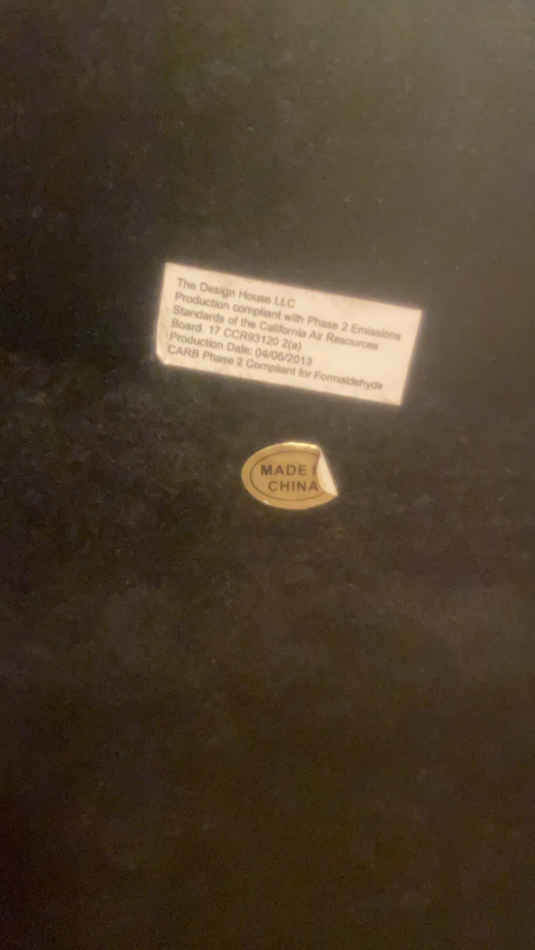 The Design House LLC
Production compliant with Phase 2 Emissions
Standards of the California Air Resources
Board. 17 CCR93120 2(a)
Production Date: 04/06/2013
CARB Phase 2 Compliant for Formaldehyde
MADE
CHINA